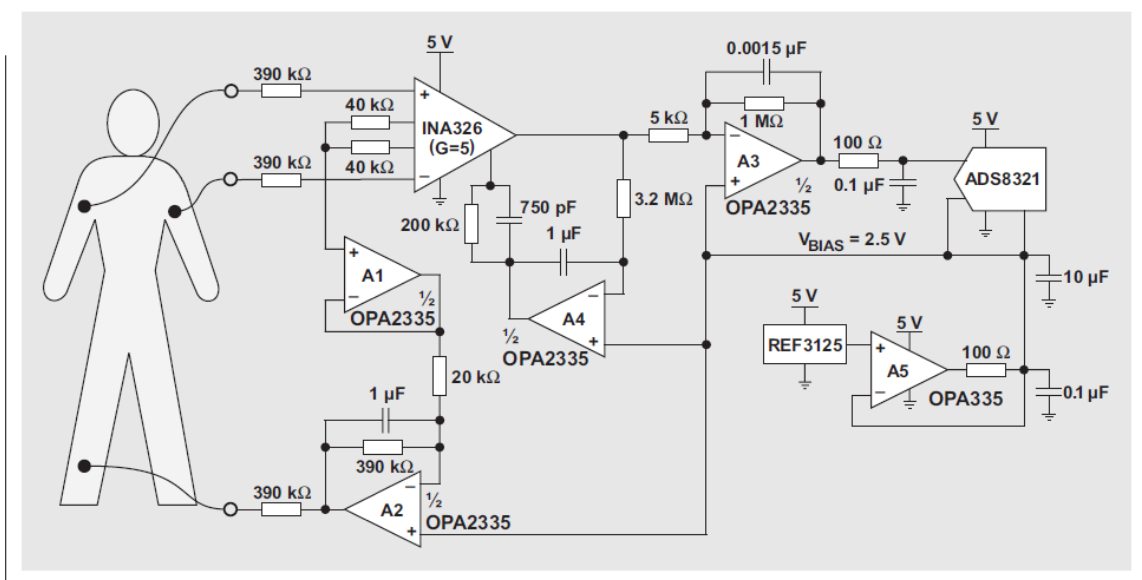 5 V
0.0015 µF
390 kΩ
40 kΩ
+
INA326
(G=5)
5 kΩ
1 MΩ
5 V
390 kΩ
40 kΩ
−
−
A3
+
100 Ω
ADS8321
0.1 µF
½
OPA2335
3.2 MΩ
750 pF
200 kΩ
1 µF
VBIAS = 2.5 V
+
A1
−
½
OPA2335
−
A4
+
½
OPA2335
10 µF
5 V
5 V
REF3125
+
A5
−
100 Ω
OPA335
0.1 µF
20 kΩ
1 µF
390 kΩ
390 kΩ
−
A2
+
½
OPA2335